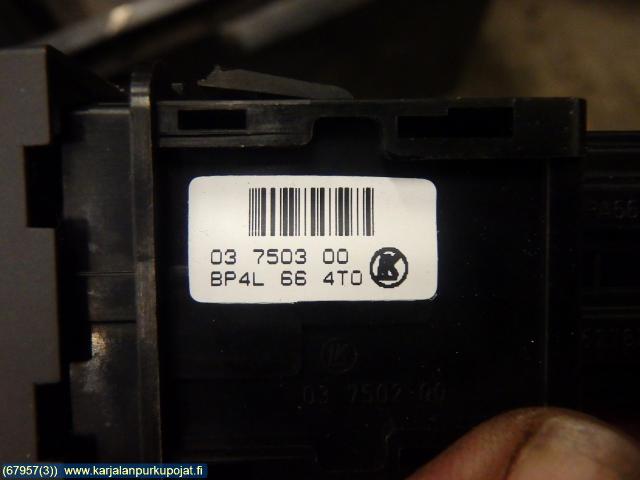 03 7503 00
BP4L 66 4T0
K
03 7502 00
(67957(3)) www.karjalanpurkupojat.fi